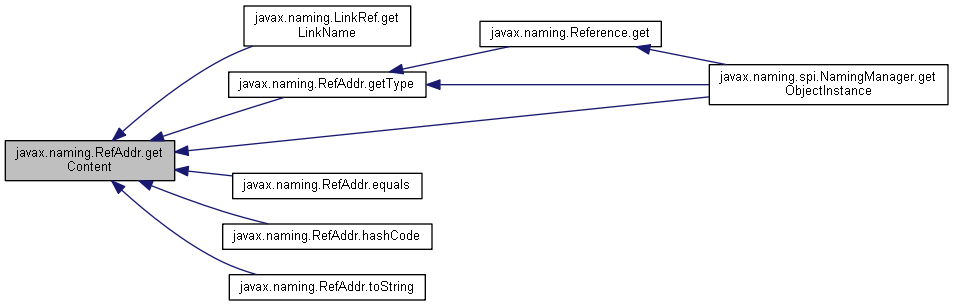 javax.naming.LinkRef.get
LinkName
javax.naming.Reference.get
javax.naming.RefAddr.getType
javax.naming.spi.NamingManager.get
ObjectInstance
javax.naming.RefAddr.get
Content
javax.naming.RefAddr.equals
javax.naming.RefAddr.hashCode
javax.naming.RefAddr.toString